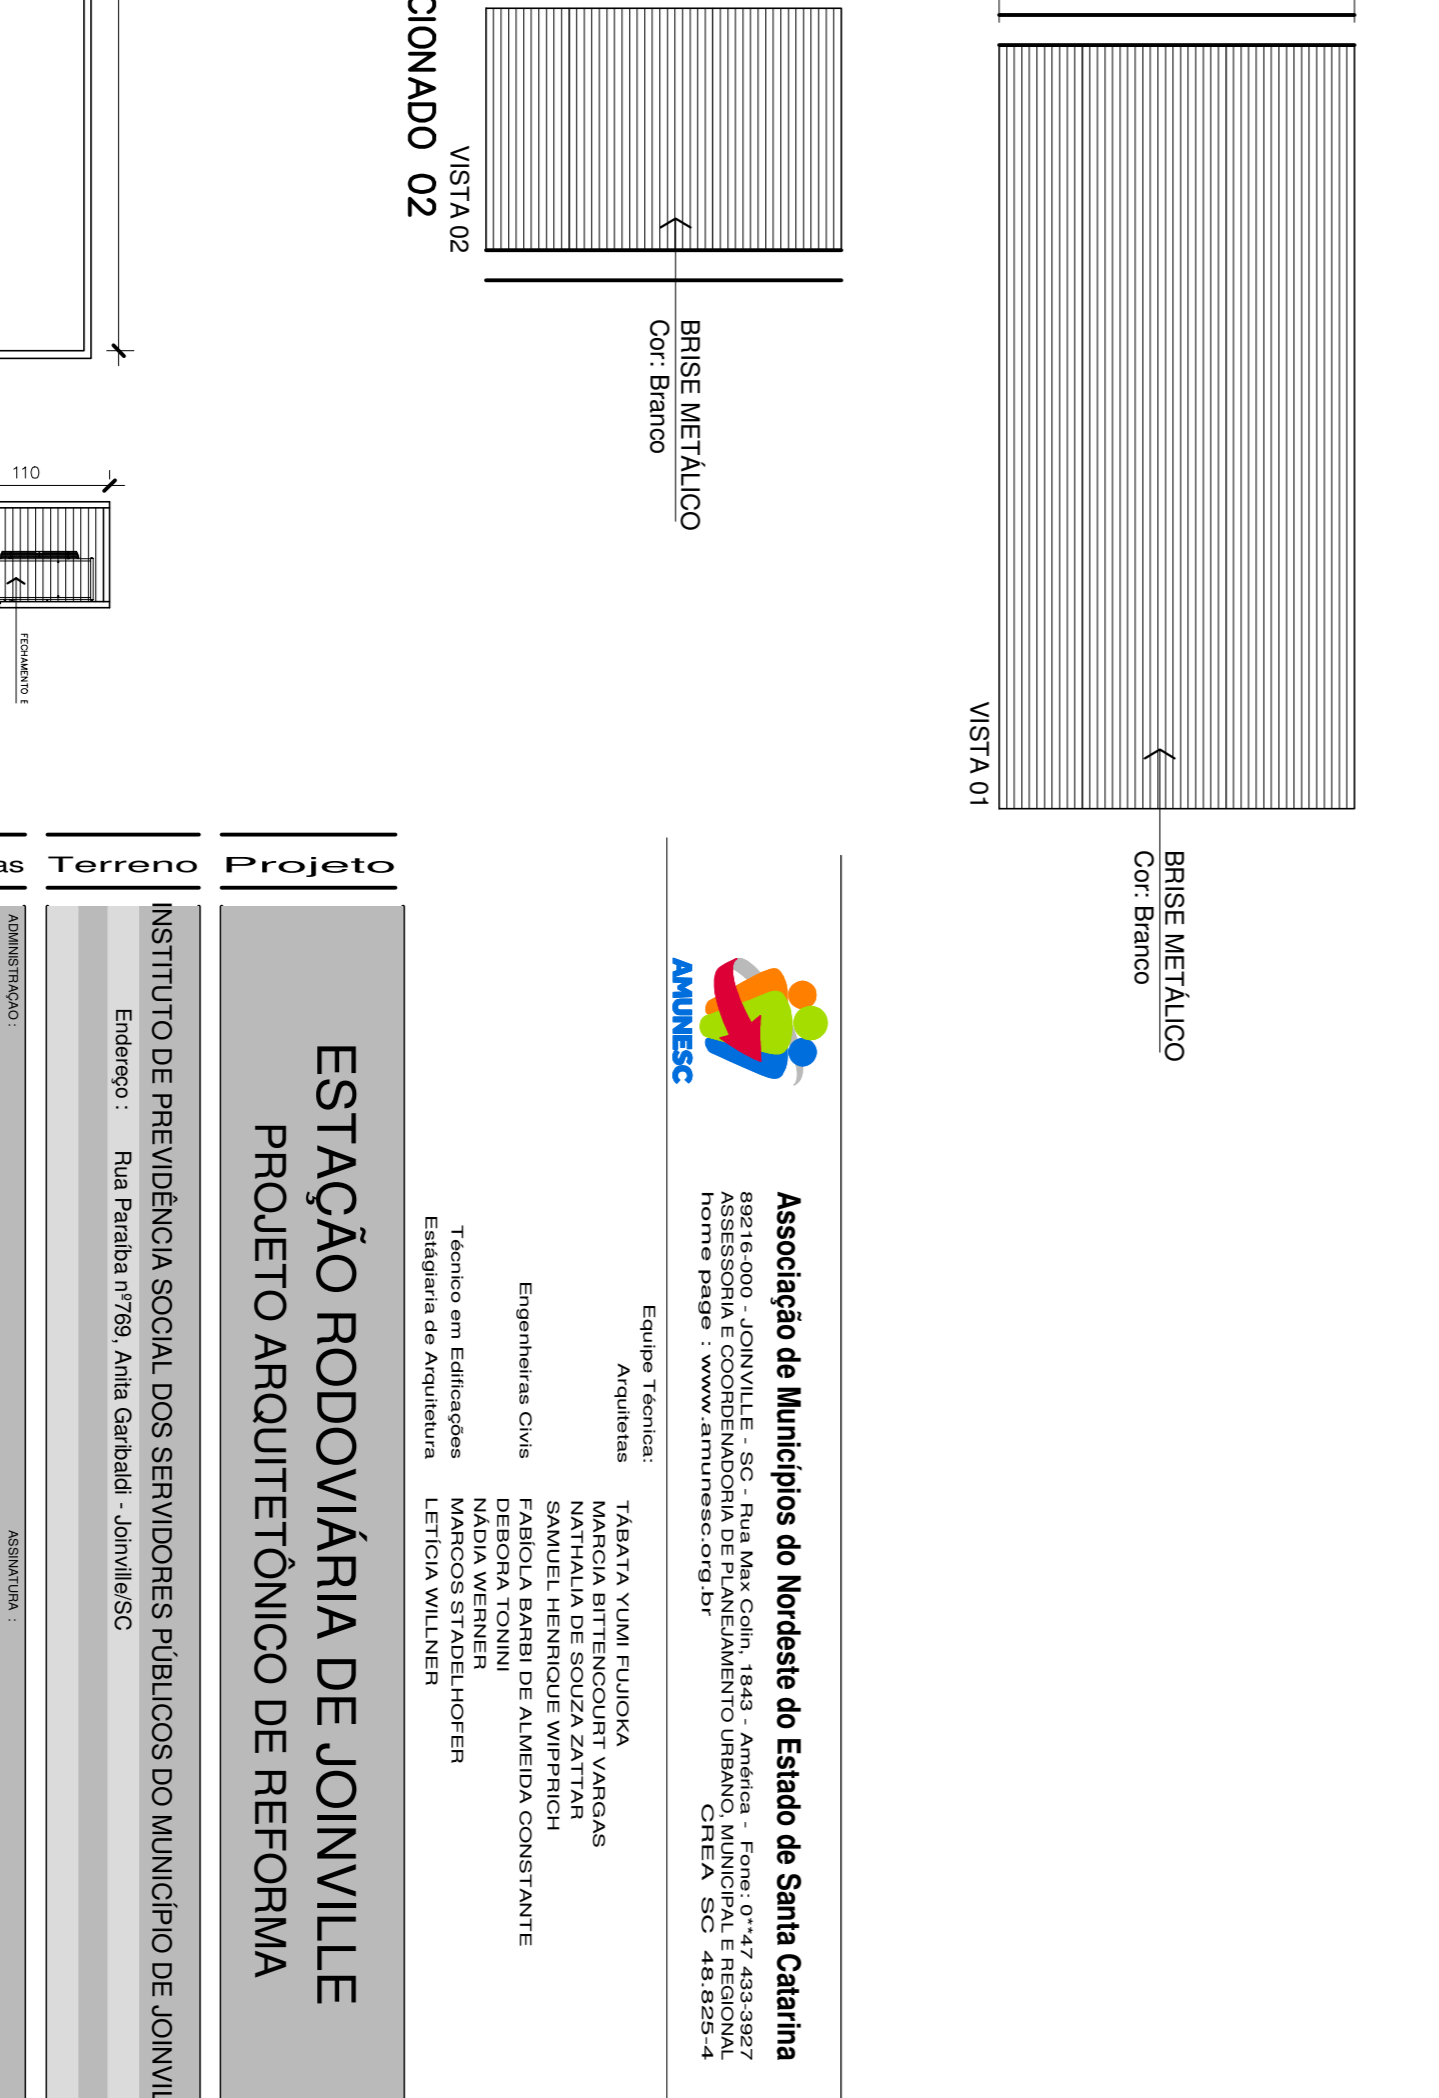 VISTA 01
BRISE METÁLICO
Cor: Branco
CIONADO 02
VISTA 02
BRISE METÁLICO
Cor: Branco
110
FECHAMENTO E
AMUNESC
Associação de Municípios do Nordeste do Estado de Santa Catarina
89216-000 - JOINVILLE - SC - Rua Max Colin, 1843 - América - Fone: 0**47 433-3927
ASSESSORIA E COORDENADORIA DE PLANEJAMENTO URBANO, MUNICIPAL E REGIONAL
home page : www.amunesc.org.br CREA SC 48.825-4
Equipe Técnica:
Arquitetas TÁBATA YUMI FUJIOKA
MARCIA BITTENCOURT VARGAS
NATHALIA DE SOUZA ZATTAR
SAMUEL HENRIQUE WIPPRICH
Engenheiras Civis FABÍOLA BARBI DE ALMEIDA CONSTANTE
DEBORA TONINI
NÁDIA WERNER
Técnico em Edificações MARCOS STADELHOFER
Estágiaria de Arquitetura LETÍCIA WILLNER
Projeto
ESTAÇÃO RODOVIÁRIA DE JOINVILLE
PROJETO ARQUITETÔNICO DE REFORMA
Terreno
INSTITUTO DE PREVIDÊNCIA SOCIAL DOS SERVIDORES PÚBLICOS DO MUNICÍPIO DE JOINVIL
Endereço : Rua Paraíba nº769, Anita Garibaldi - Joinville/SC
as
ADMINISTRAÇAO : ASSINATURA :